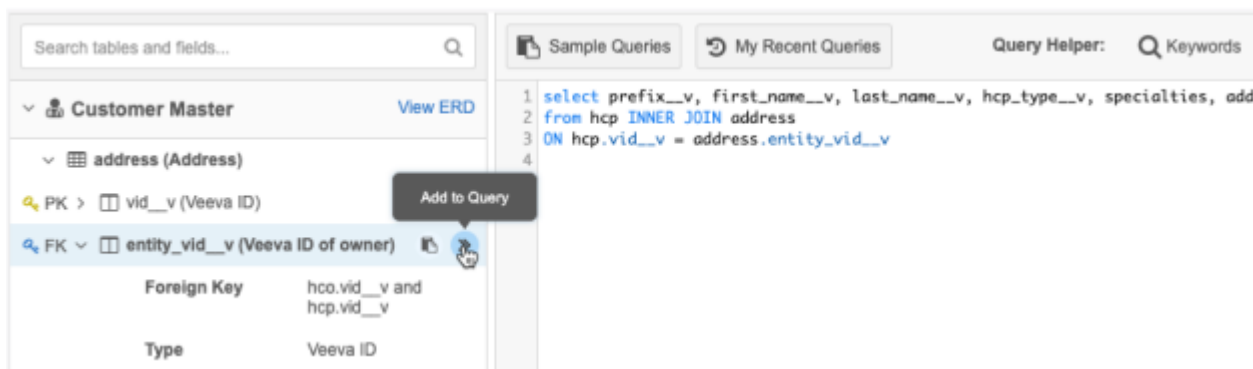 Search tables and fields...
Sample Queries
My Recent Queries
Query Helper:
Keywords
Customer Master
View ERD
address (Address)
PK
vid__v (Veeva ID)
Add to Query
FK
entity_vid__v (Veeva ID of owner)
Foreign Key
hco.vid__v and
hcp.vid__v
Type
Veeva ID
1 select prefix__v, first_name__v, last_name__v, hcp_type__v, specialties, add
2 from hcp INNER JOIN address
3 ON hcp.vid__v = address.entity_vid__v
4